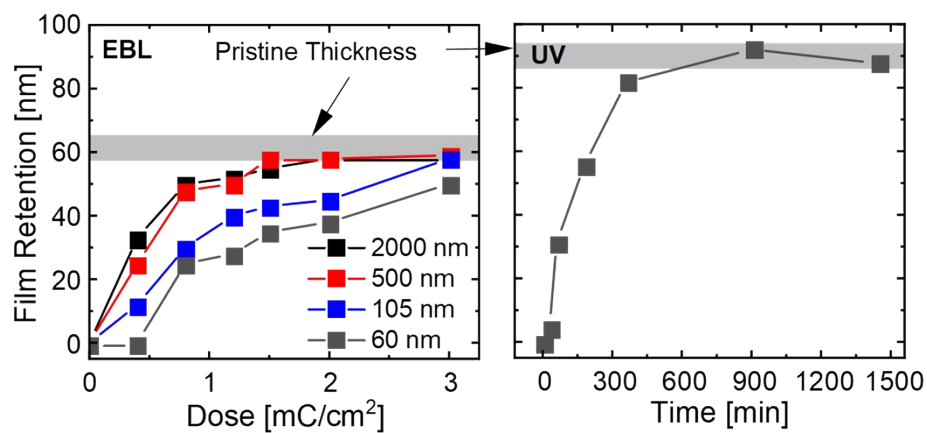 100
80
60
40
20
0
Film Retention [nm]
EBL
Pristine Thickness
2000 nm
500 nm
105 nm
60 nm
0 1 2 3
Dose [mC/cm²]
UV
0 300 600 900 1200 1500
Time [min]